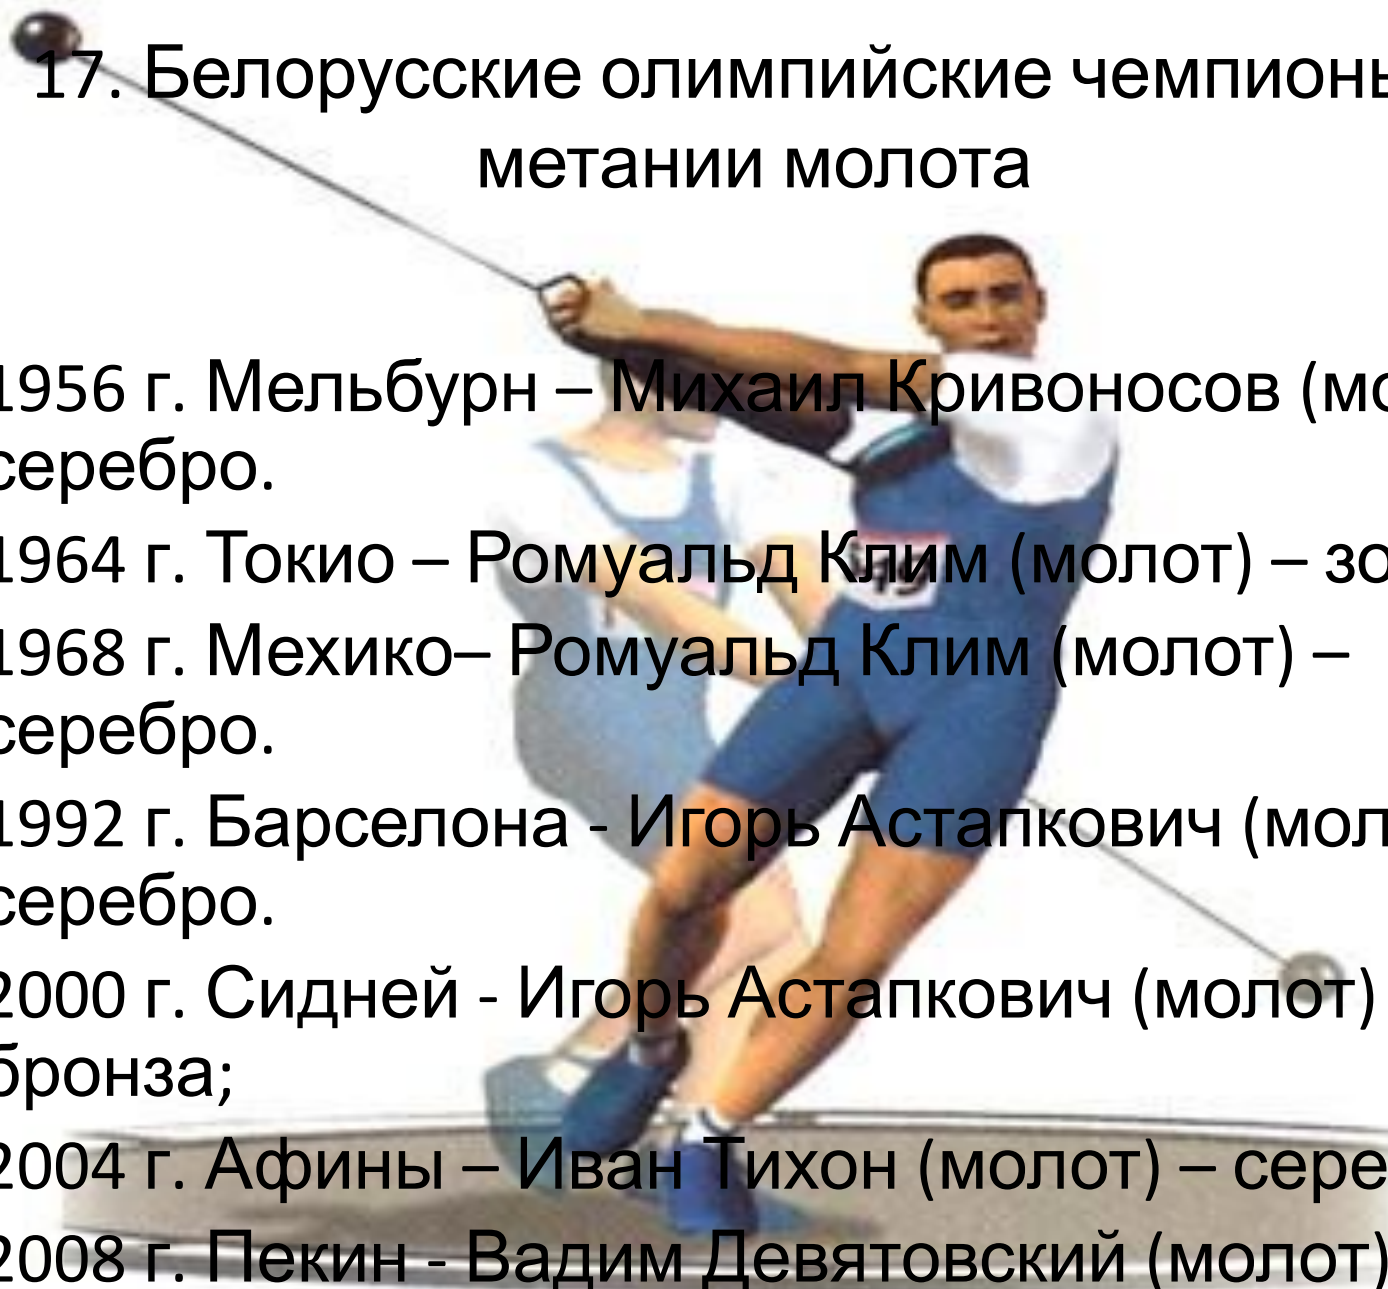 17. Белорусские олимпийские чемпионы
метании молота
1956 г. Мельбурн – Михаил Кривоносов (мо
серебро.
1964 г. Токио – Ромуальд Клим (молот) – зо
1968 г. Мехико– Ромуальд Клим (молот) –
серебро.
1992 г. Барселона - Игорь Астапкович (мол
серебро.
2000 г. Сидней - Игорь Астапкович (молот)
бронза;
2004 г. Афины – Иван Тихон (молот) – сере
2008 г. Пекин - Вадим Девятовский (молот)